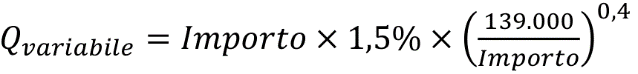 Q_variabile = Importo × 1,5% × (139.000/Importo)^0,4